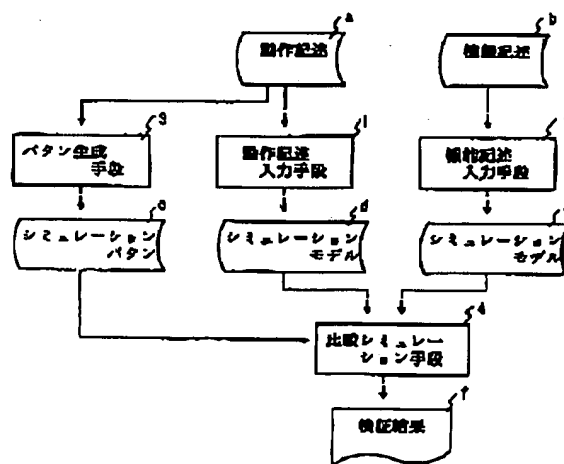 a
b
動作記述
機能記述
3
1
パタン生成
手段
動作記述
入力手段
機能記述
入力手段
シミュレーション
パタン
d
シミュレーション
モデル
シミュレーション
モデル
4
比較シミュレー
ション手段
f
検証結果